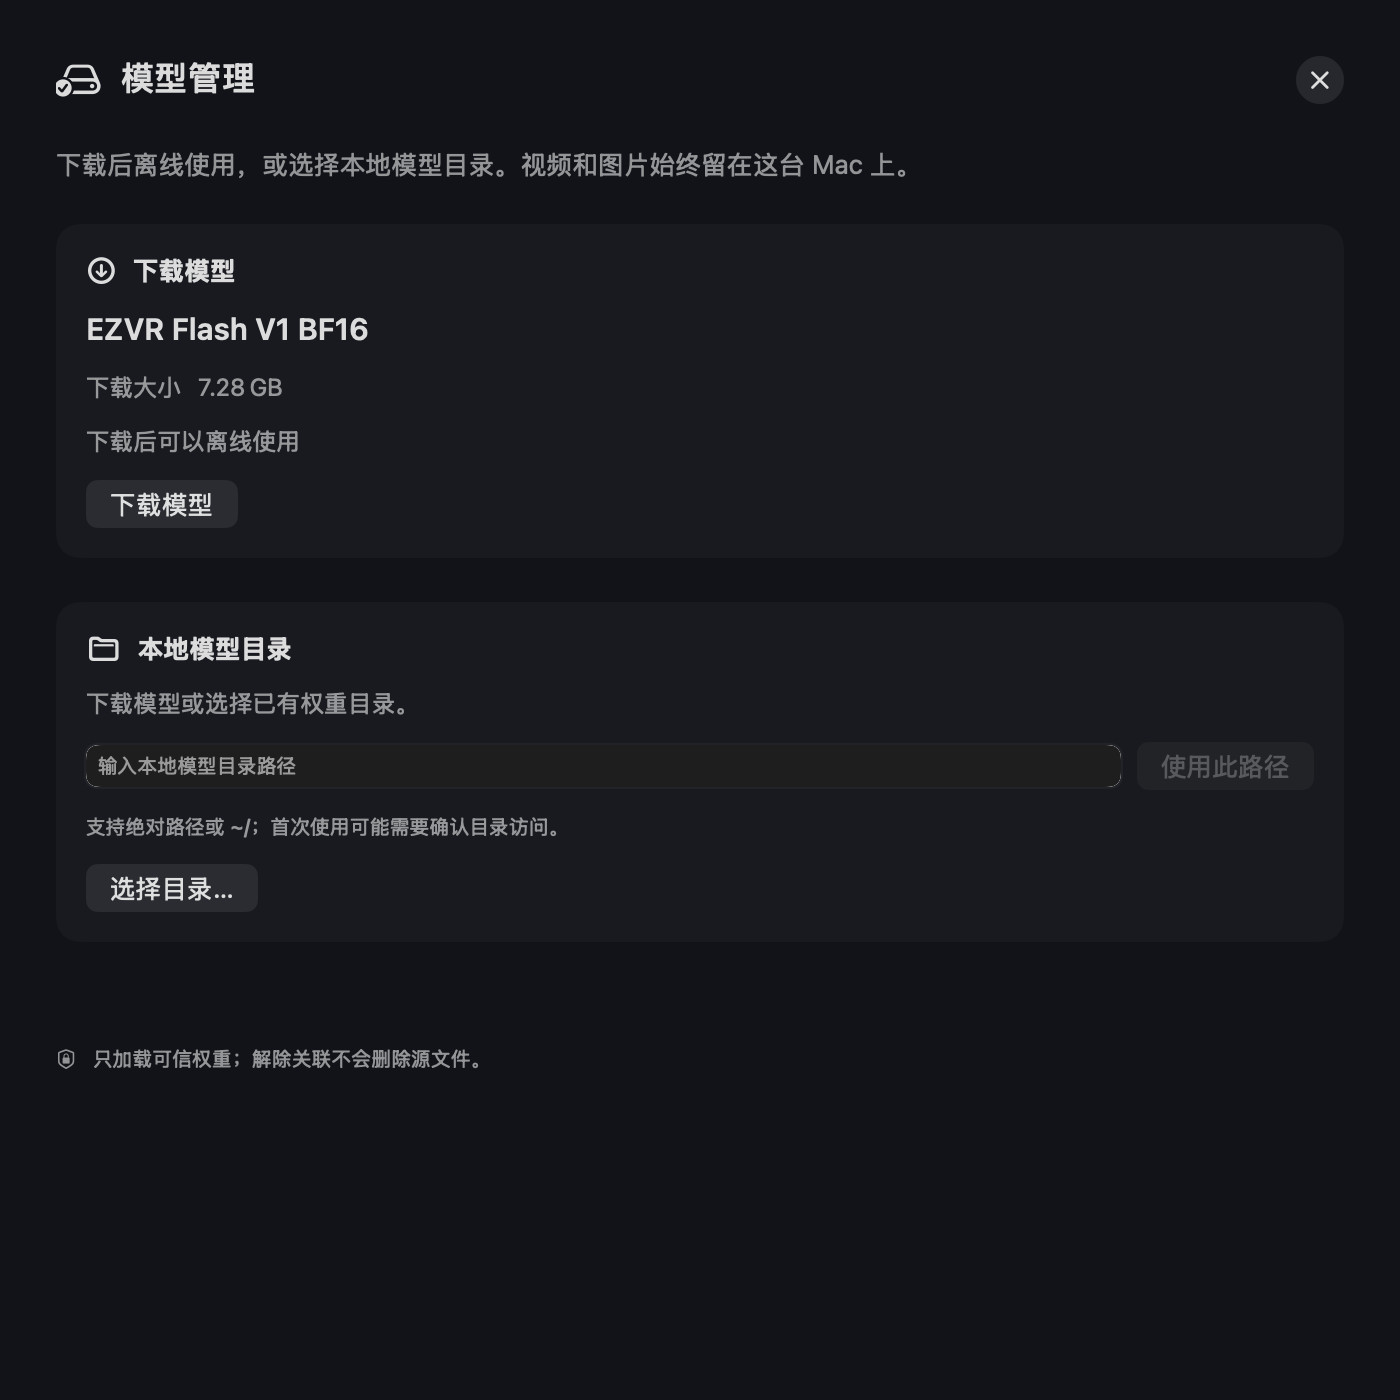 模型管理
下载后离线使用，或选择本地模型目录。视频和图片始终留在这台 Mac 上。
下载模型
EZVR Flash V1 BF16
下载大小 7.28 GB
下载后可以离线使用
下载模型
本地模型目录
下载模型或选择已有权重目录。
输入本地模型目录路径
使用此路径
支持绝对路径或 ~/；首次使用可能需要确认目录访问。
选择目录...
只加载可信权重；解除关联不会删除源文件。